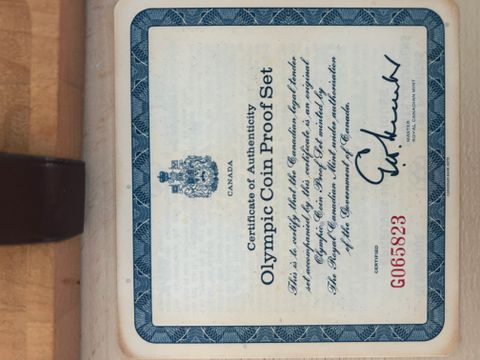 CANADA
Certificate of Authenticity
Olympic Coin Proof Set
This is to certify that the Canadian legal tender
set accompanied by this certificate is an original
Olympic Coin Proof Set minted by
The Royal Canadian Mint under authorization
of the Government of Canada.
CERTIFIED
G065823
MASTER
ROYAL CANADIAN MINT